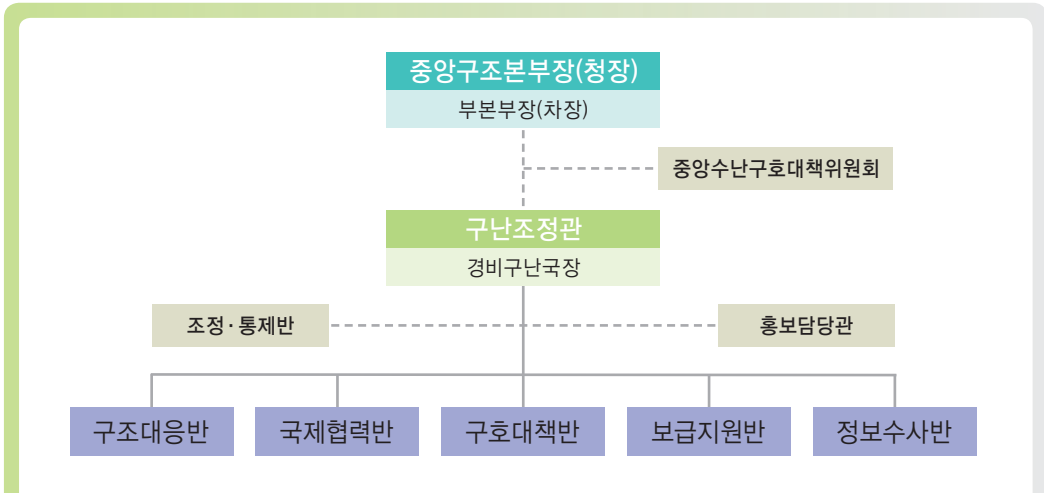 중앙구조본부장(청장)
부본부장(차장)
중앙수난구호대책위원회
구난조정관
경비구난국장
조정·통제반
홍보담당관
구조대응반
국제협력반
구호대책반
보급지원반
정보수사반